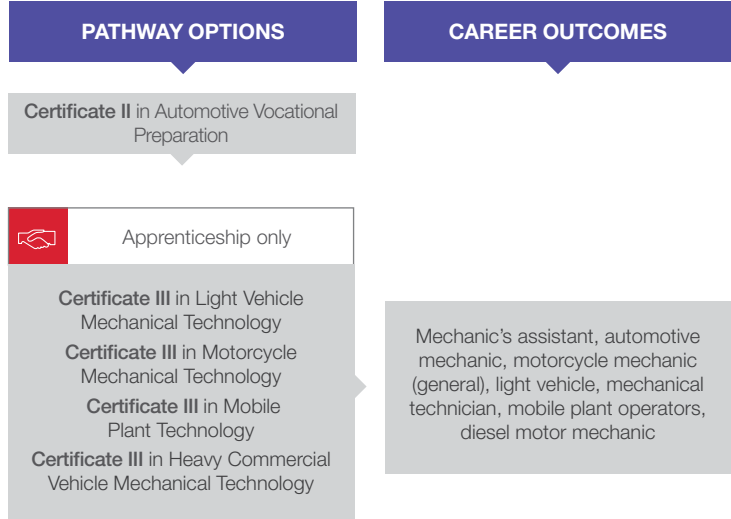 PATHWAY OPTIONS
CAREER OUTCOMES
Certificate II in Automotive Vocational
Preparation
Apprenticeship only
Certificate III in Light Vehicle
Mechanical Technology
Certificate III in Motorcycle
Mechanical Technology
Certificate III in Mobile
Plant Technology
Certificate III in Heavy Commercial
Vehicle Mechanical Technology
Mechanic’s assistant, automotive
mechanic, motorcycle mechanic
(general), light vehicle, mechanical
technician, mobile plant operators,
diesel motor mechanic